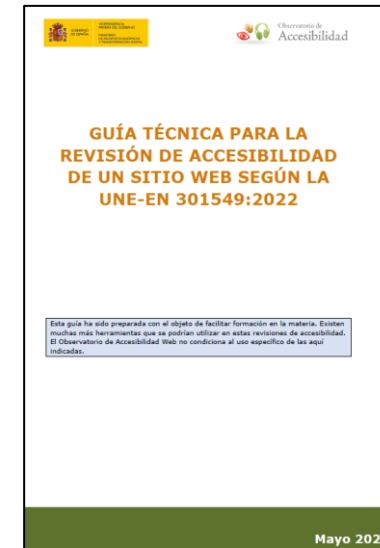 GOBIERNO
DE ESPAÑA
Observatorio de
Accesibilidad
GUÍA TÉCNICA PARA LA
REVISIÓN DE ACCESIBILIDAD
DE UN SITIO WEB SEGÚN LA
UNE-EN 301549:2022
Esta guía ha sido preparada con el objeto de facilitar formación en la materia. Existen
muchas más herramientas que se podrían utilizar en estas revisiones de accesibilidad.
El Observatorio de Accesibilidad Web no condiciona al uso específico de las aquí
indicadas.
Mayo 202